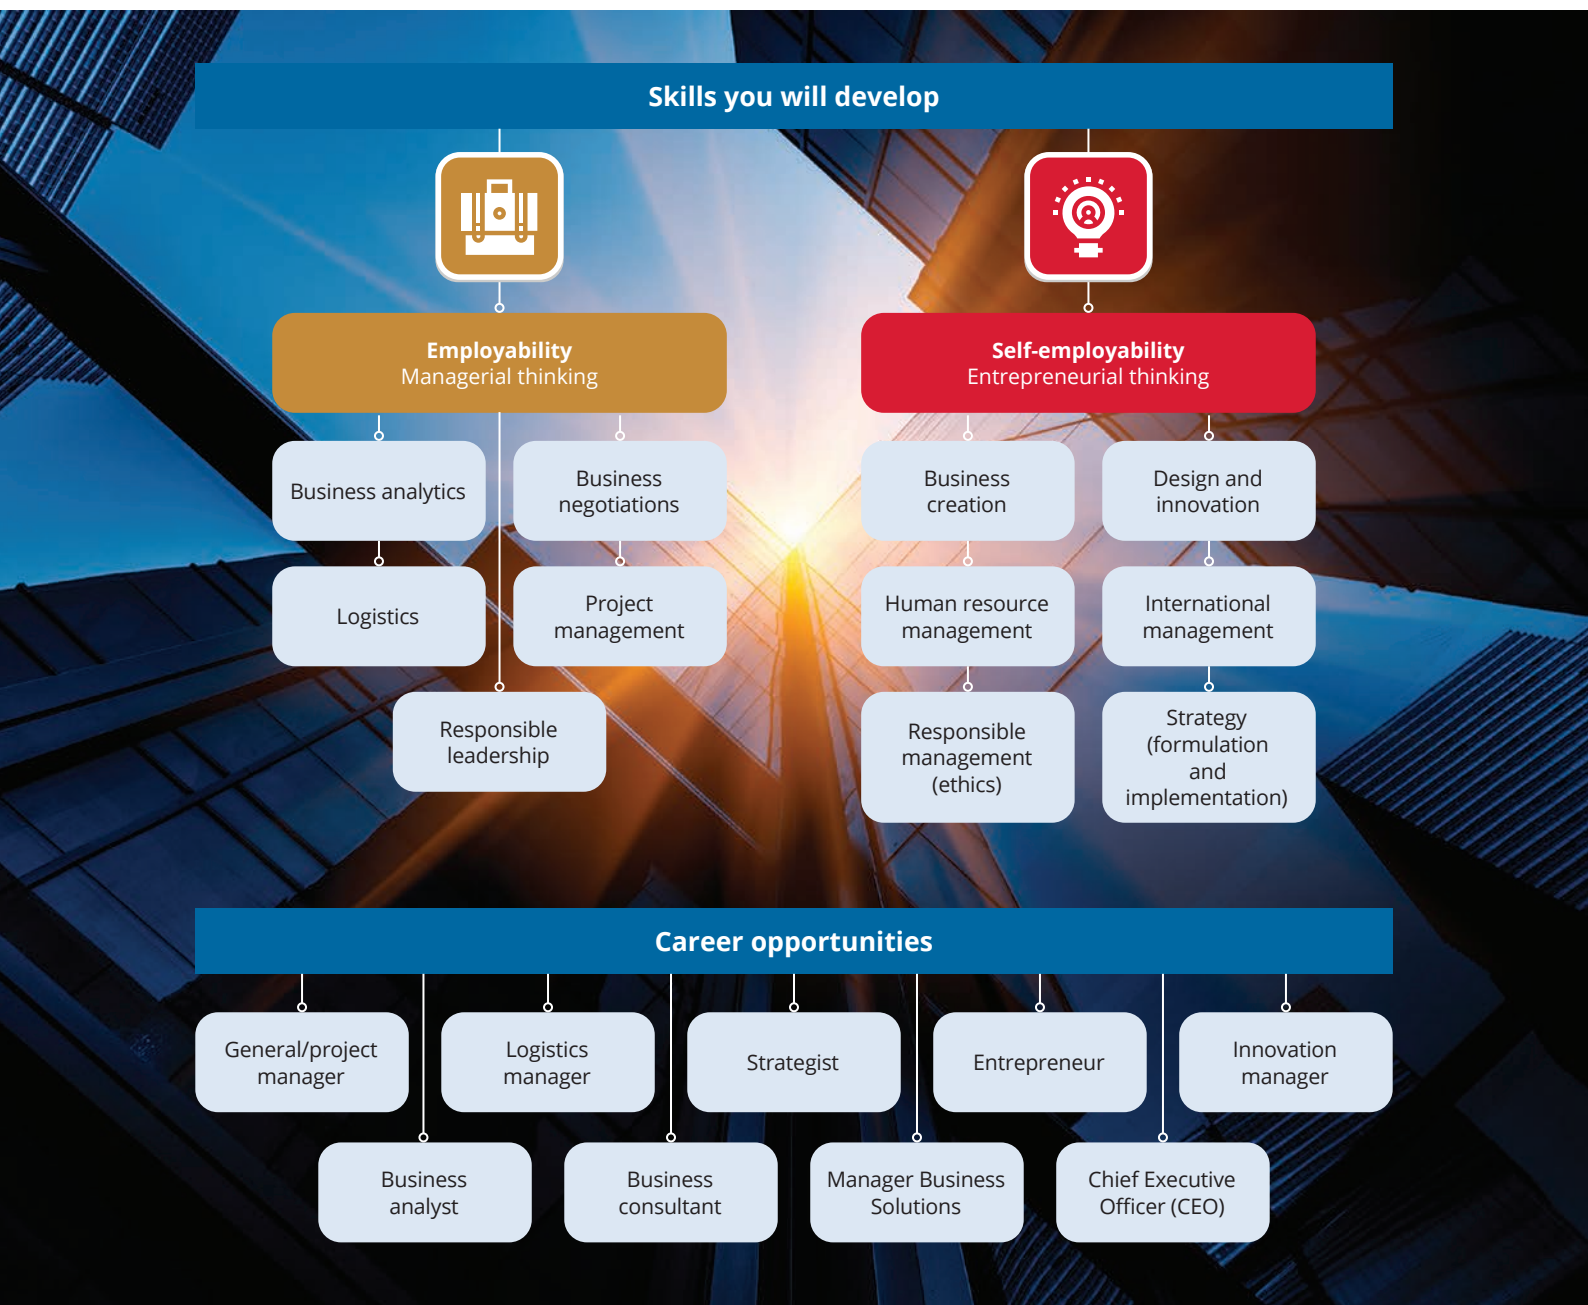 Skills you will develop
Employability
Managerial thinking
Self-employability
Entrepreneurial thinking
Business analytics
Business
negotiations
Business
creation
Design and
innovation
Logistics
Project
management
Human resource
management
International
management
Responsible
leadership
Responsible
management
(ethics)
Strategy
(formulation
and
implementation)
Career opportunities
General/project
manager
Logistics
manager
Strategist
Entrepreneur
Innovation
manager
Business
analyst
Business
consultant
Manager Business
Solutions
Chief Executive
Officer (CEO)